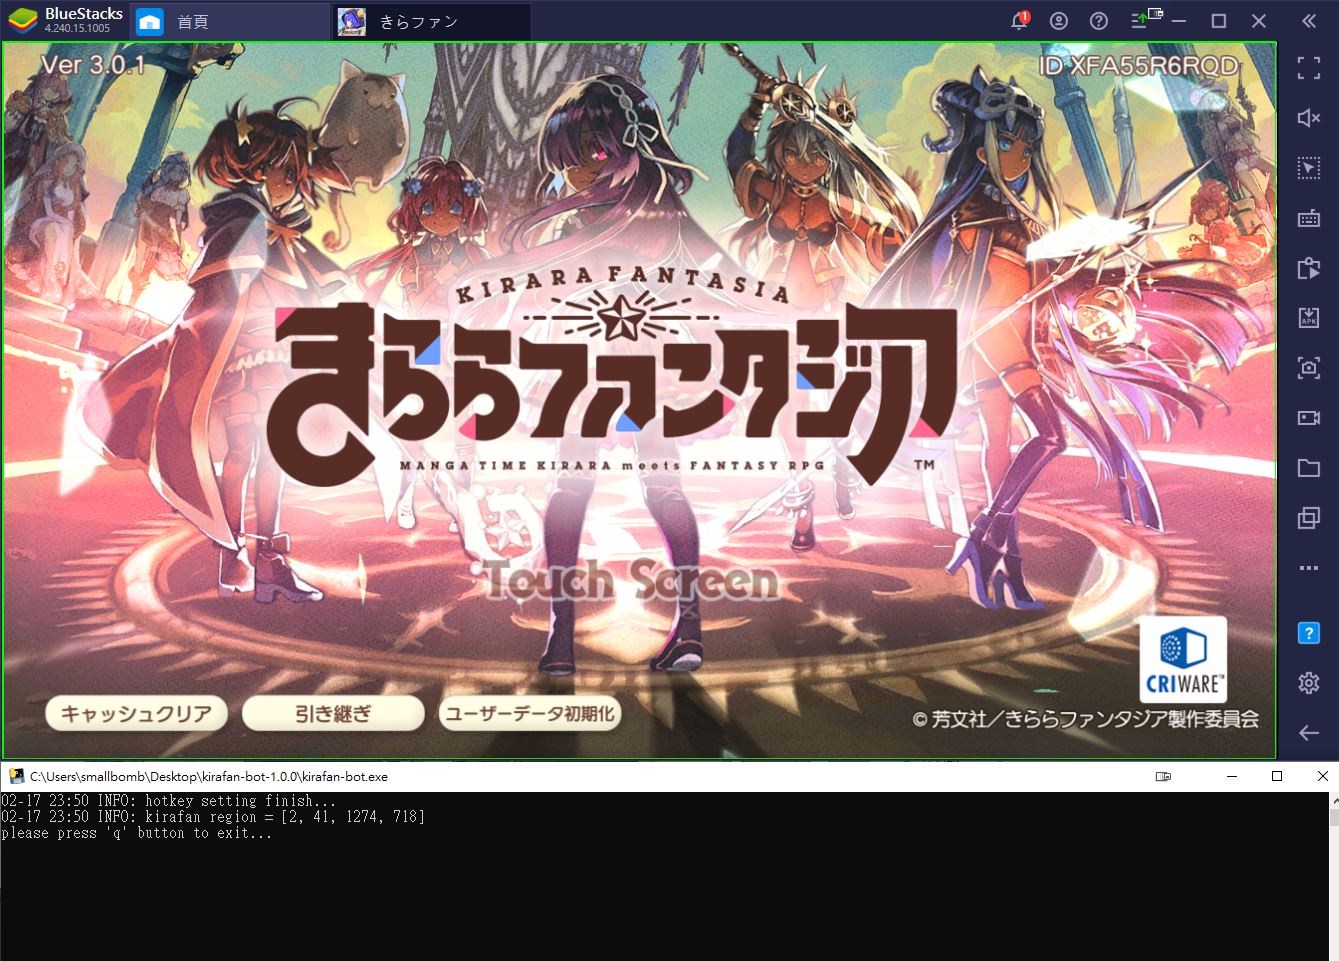 BlueStacks
4.240.15.1005
首頁
きらファン
1
Ver 3.0.1
ID XFA55R6RQD
KIRARA FANTASIA
きららファンタジア
MANGA TIME KIRARA meets FANTASY RPG
TM
Touch Screen
CRIWARE™
キャッシュクリア
引き継ぎ
ユーザーデータ初期化
© 芳文社／きららファンタジア製作委員会
APK
?
C:\Users\smallbomb\Desktop\kirafan-bot-1.0.0\kirafan-bot.exe
02-17 23:50 INFO: hotkey setting finish...
02-17 23:50 INFO: kirafan region = [2, 41, 1274, 718]
please press 'q' button to exit...